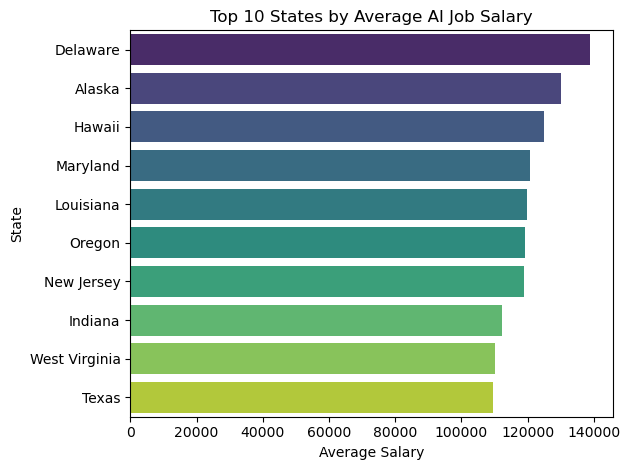 Top 10 States by Average AI Job Salary
Delaware
Alaska
Hawaii
Maryland
Louisiana
Oregon
New Jersey
Indiana
West Virginia
Texas
State
0 20000 40000 60000 80000 100000 120000 140000
Average Salary